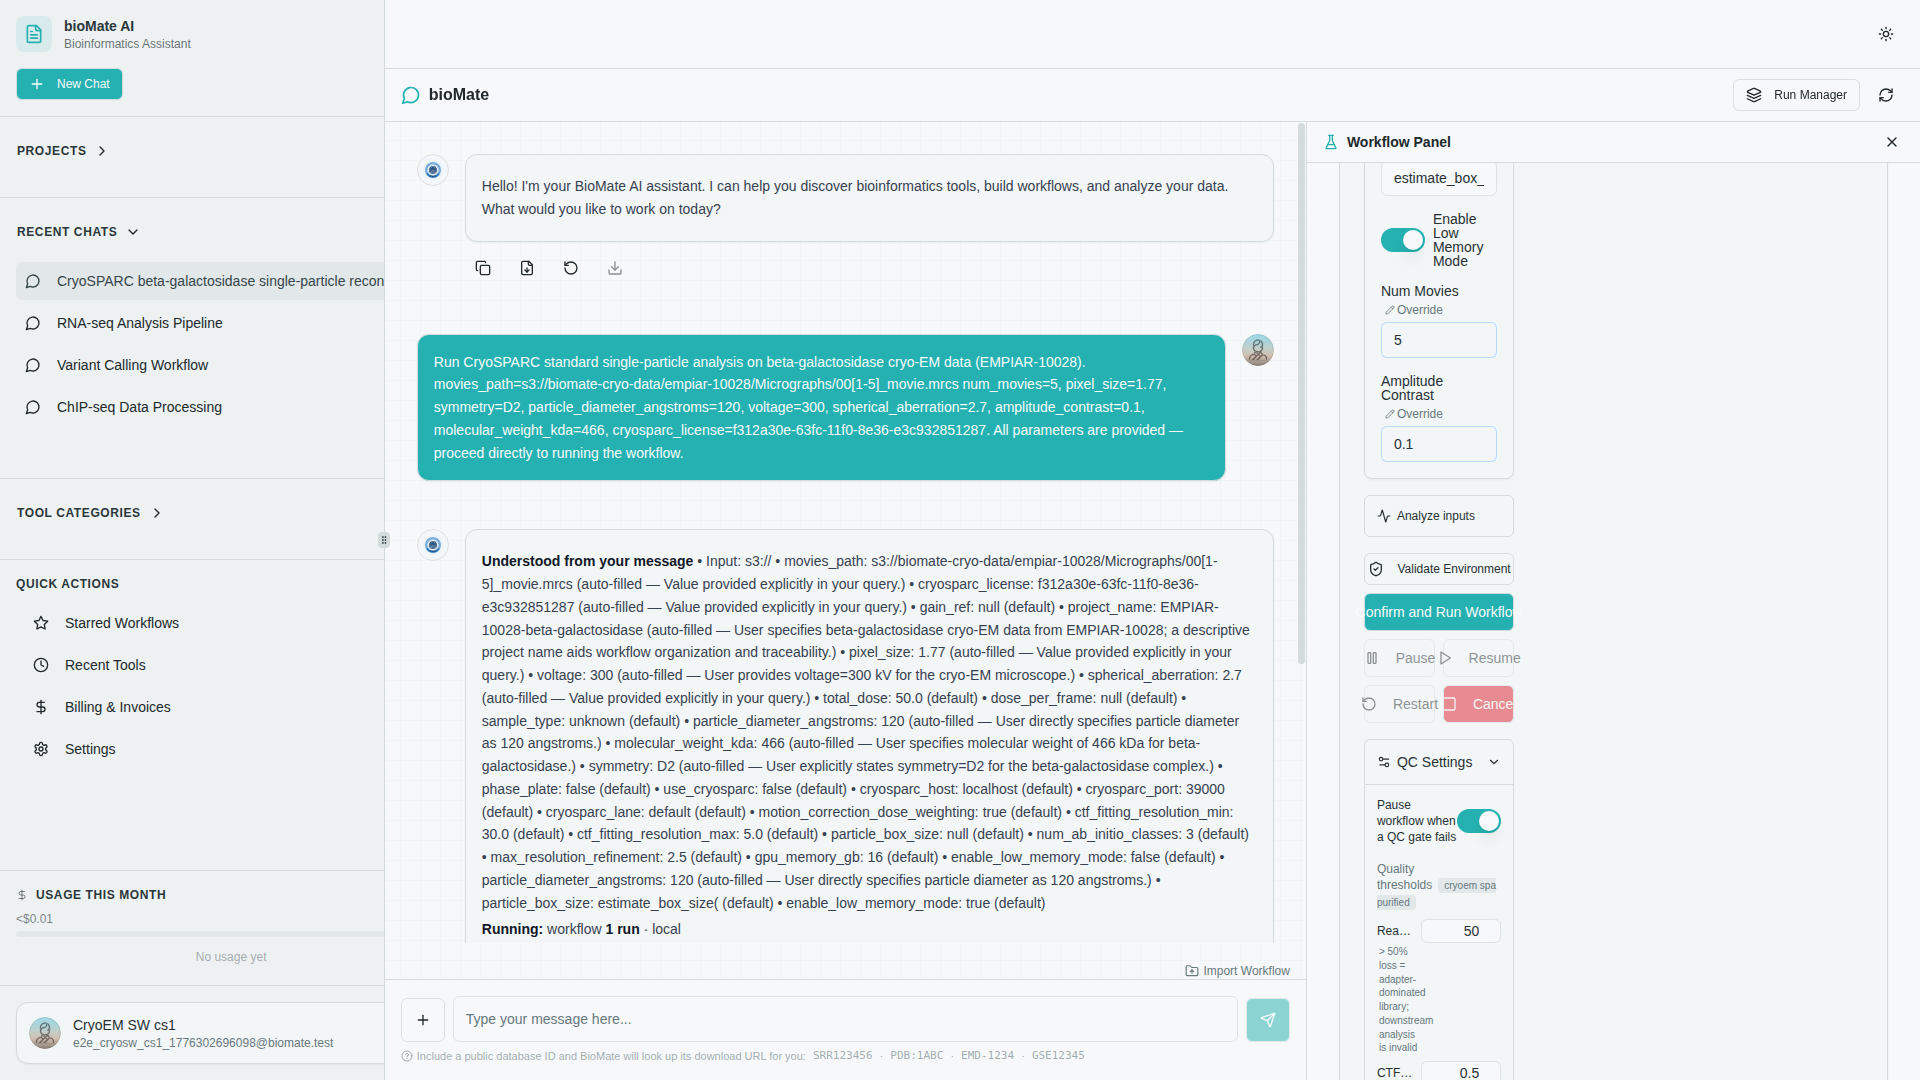 bioMate AI
Bioinformatics Assistant
New Chat
PROJECTS
RECENT CHATS
CryoSPARC beta-galactosidase single-particle recon
RNA-seq Analysis Pipeline
Variant Calling Workflow
ChIP-seq Data Processing
TOOL CATEGORIES
QUICK ACTIONS
Starred Workflows
Recent Tools
Billing & Invoices
Settings
USAGE THIS MONTH
<$0.01
No usage yet
CryoEM SW cs1
e2e_cryosw_cs1_1776302696098@biomate.test
bioMate
Run Manager
Hello! I'm your BioMate AI assistant. I can help you discover bioinformatics tools, build workflows, and analyze your data.
What would you like to work on today?
Run CryoSPARC standard single-particle analysis on beta-galactosidase cryo-EM data (EMPIAR-10028).
movies_path=s3://biomate-cryo-data/empiar-10028/Micrographs/00[1-5]_movie.mrcs num_movies=5, pixel_size=1.77,
symmetry=D2, particle_diameter_angstroms=120, voltage=300, spherical_aberration=2.7, amplitude_contrast=0.1,
molecular_weight_kda=466, cryosparc_license=f312a30e-63fc-11f0-8e36-e3c932851287. All parameters are provided —
proceed directly to running the workflow.
Understood from your message • Input: s3:// • movies_path: s3://biomate-cryo-data/empiar-10028/Micrographs/00[1-
5]_movie.mrcs (auto-filled — Value provided explicitly in your query.) • cryosparc_license: f312a30e-63fc-11f0-8e36-
e3c932851287 (auto-filled — Value provided explicitly in your query.) • gain_ref: null (default) • project_name: EMPIAR-
10028-beta-galactosidase (auto-filled — User specifies beta-galactosidase cryo-EM data from EMPIAR-10028; a descriptive
project name aids workflow organization and traceability.) • pixel_size: 1.77 (auto-filled — Value provided explicitly in your
query.) • voltage: 300 (auto-filled — User provides voltage=300 kV for the cryo-EM microscope.) • spherical_aberration: 2.7
(auto-filled — Value provided explicitly in your query.) • total_dose: 50.0 (default) • dose_per_frame: null (default) •
sample_type: unknown (default) • particle_diameter_angstroms: 120 (auto-filled — User directly specifies particle diameter
as 120 angstroms.) • molecular_weight_kda: 466 (auto-filled — User specifies molecular weight of 466 kDa for beta-
galactosidase.) • symmetry: D2 (auto-filled — User explicitly states symmetry=D2 for the beta-galactosidase complex.) •
phase_plate: false (default) • use_cryosparc: false (default) • cryosparc_host: localhost (default) • cryosparc_port: 39000
(default) • cryosparc_lane: default (default) • motion_correction_dose_weighting: true (default) • ctf_fitting_resolution_min:
30.0 (default) • ctf_fitting_resolution_max: 5.0 (default) • particle_box_size: null (default) • num_ab_initio_classes: 3 (default)
• max_resolution_refinement: 2.5 (default) • gpu_memory_gb: 16 (default) • enable_low_memory_mode: false (default) •
particle_diameter_angstroms: 120 (auto-filled — User directly specifies particle diameter as 120 angstroms.) •
particle_box_size: estimate_box_size( (default) • enable_low_memory_mode: true (default)
Running: workflow 1 run · local
Import Workflow
Type your message here...
Include a public database ID and BioMate will look up its download URL for you: SRR123456 · PDB:1ABC · EMD-1234 · GSE12345
Workflow Panel
estimate_box_
Enable
Low
Memory
Mode
Num Movies
Override
5
Amplitude
Contrast
Override
0.1
Analyze inputs
Validate Environment
onfirm and Run Workflo
Pause
Resume
Restart
Cance
QC Settings
Pause
workflow when
a QC gate fails
Quality
thresholds cryoem spa
purified
Rea…
50
> 50%
loss =
adapter-
dominated
library;
downstream
analysis
is invalid
CTF…
0.5